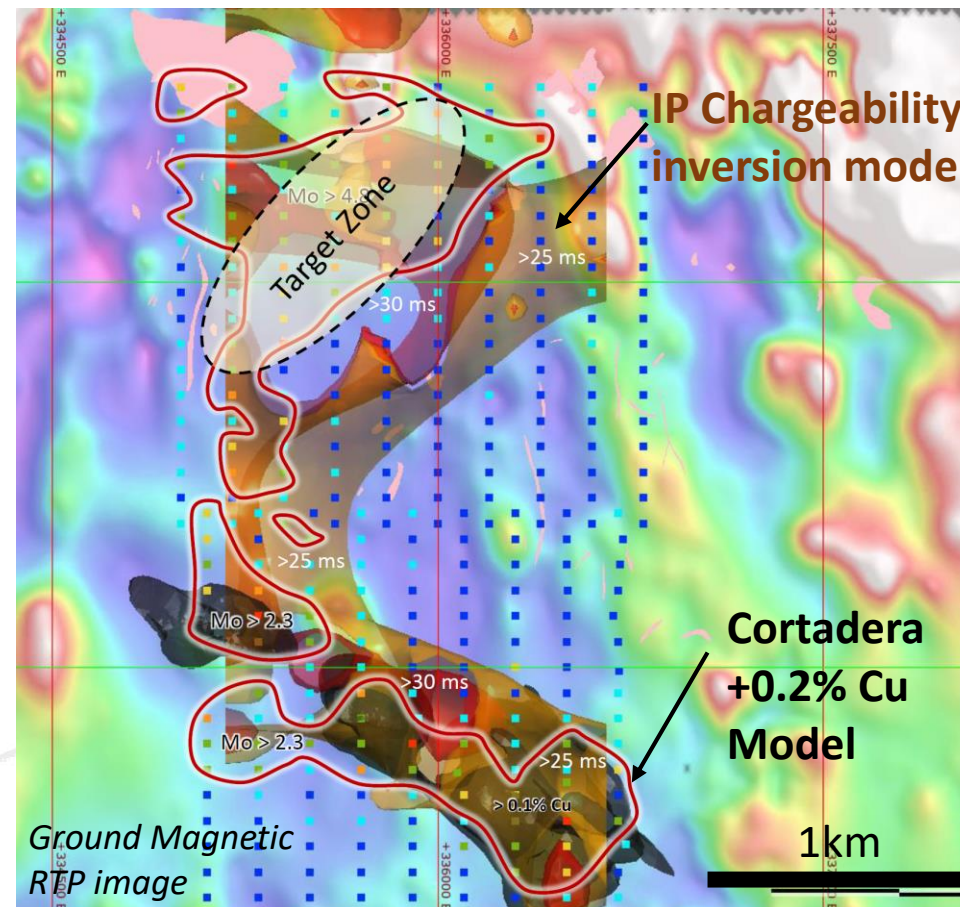 +334500 E
+336000 E
+337500 E
IP Chargeability
inversion mode
Mo > 4.8
Target Zone
>25 ms
>30 ms
>25 ms
Mo > 2.3
>30 ms
Cortadera
+0.2% Cu
Model
Mo > 2.3
>25 ms
> 0.1% Cu
Ground Magnetic
RTP image
1km
+336000 E